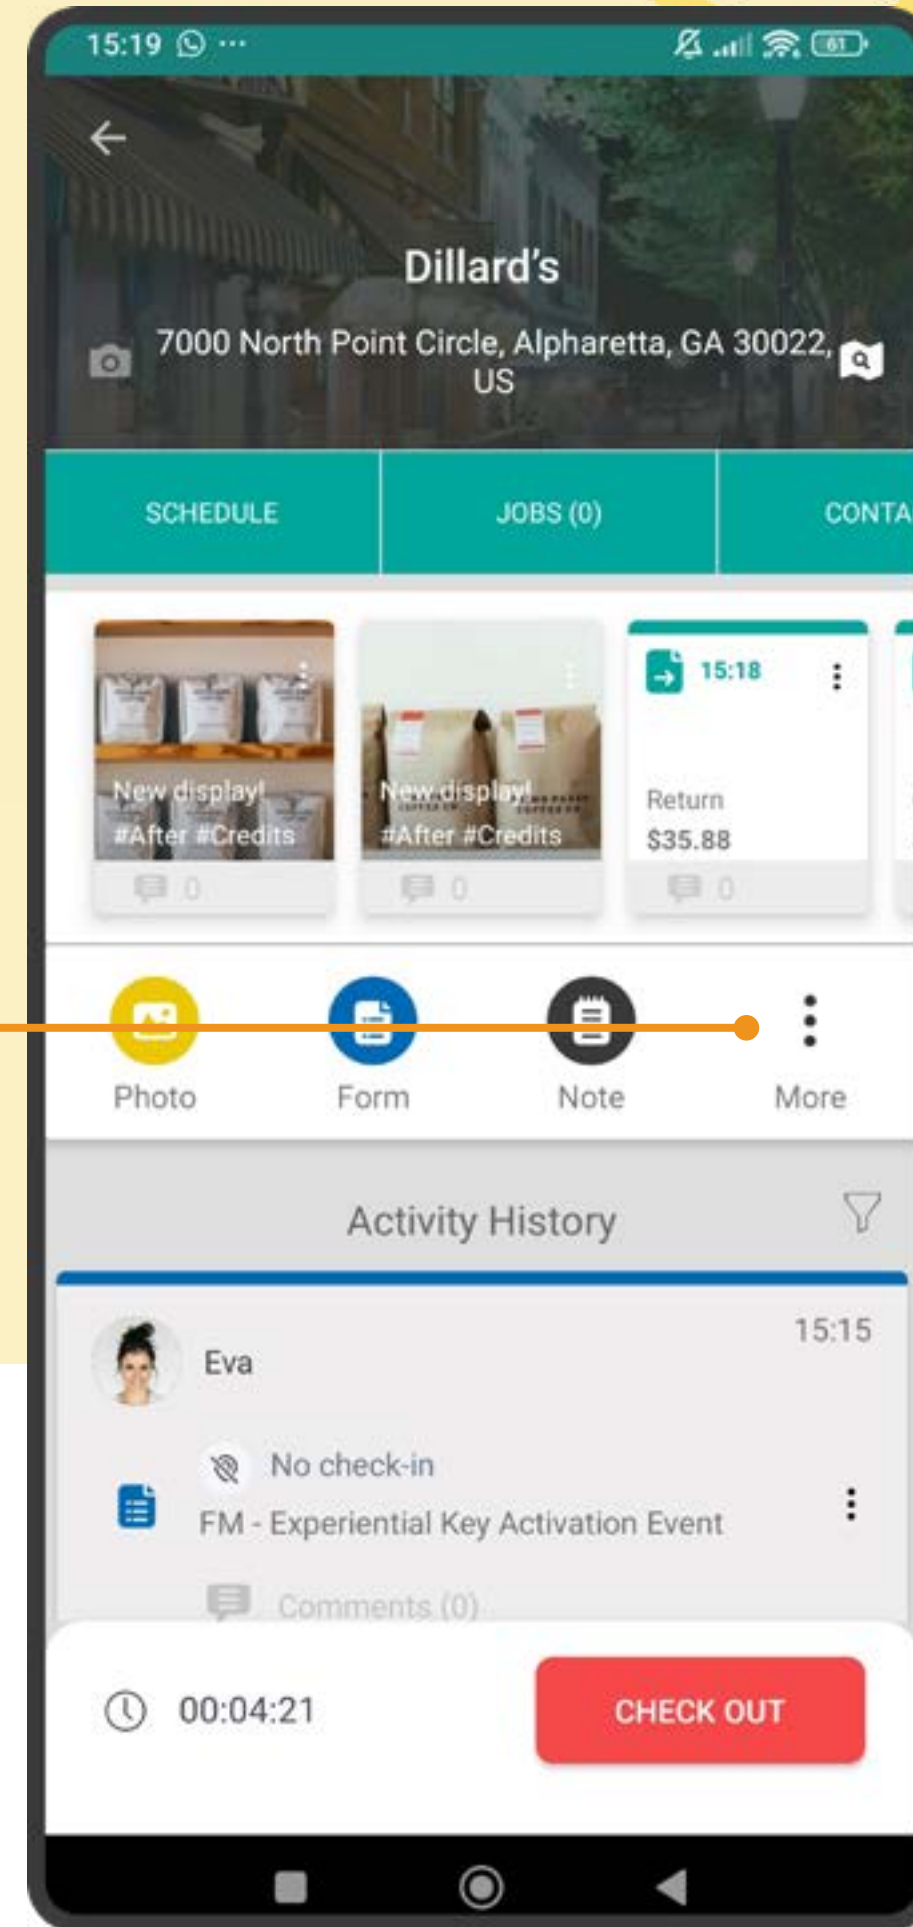 15:19
61
Dillard's
7000 North Point Circle, Alpharetta, GA 30022,
US
SCHEDULE
JOBS (0)
CONTA
New display!
#After #Credits
0
New display!
#After #Credits
0
15:18
Return
$35.88
0
Photo
Form
Note
More
Activity History
Eva
15:15
No check-in
FM - Experiential Key Activation Event
Comments (0)
00:04:21
CHECK OUT